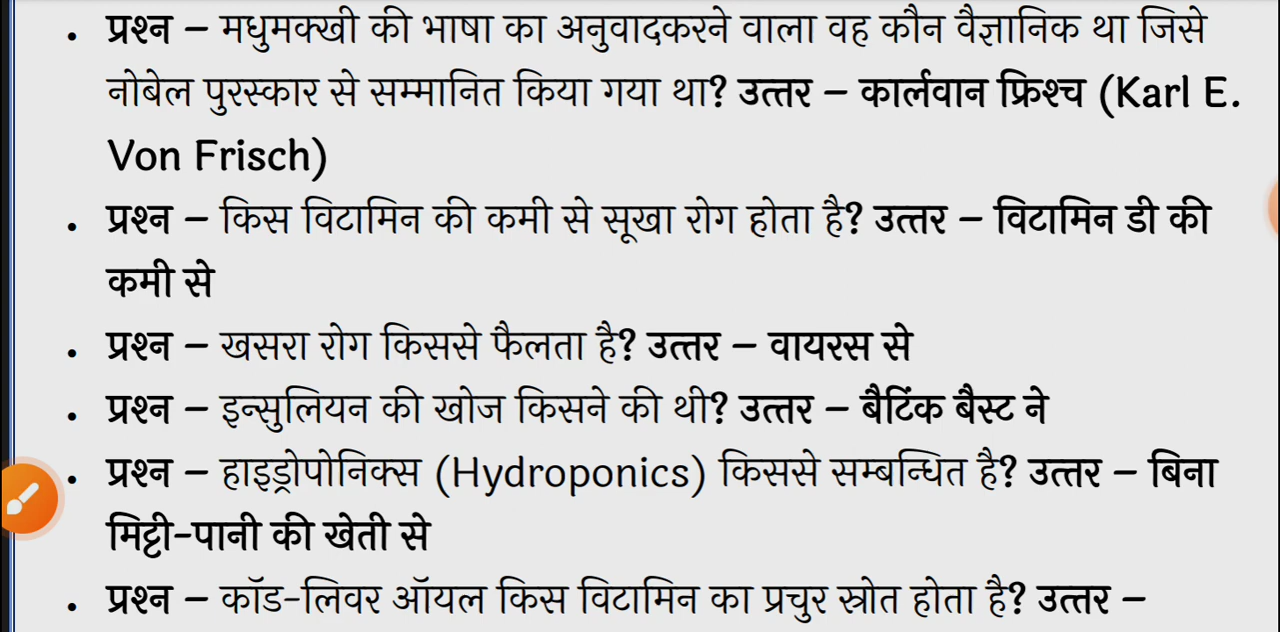 • प्रश्न – मधुमक्खी की भाषा का अनुवादकरने वाला वह कौन वैज्ञानिक था जिसे
नोबेल पुरस्कार से सम्मानित किया गया था? उत्तर – कार्लवान फ्रिश्च (Karl E.
Von Frisch)
• प्रश्न – किस विटामिन की कमी से सूखा रोग होता है? उत्तर – विटामिन डी की
कमी से
• प्रश्न – खसरा रोग किससे फैलता है? उत्तर – वायरस से
• प्रश्न – इन्सुलियन की खोज किसने की थी? उत्तर – बैटिंक बैस्ट ने
• प्रश्न – हाइड्रोपोनिक्स (Hydroponics) किससे सम्बन्धित है? उत्तर – बिना
मिट्टी-पानी की खेती से
• प्रश्न – कॉड-लिवर ऑयल किस विटामिन का प्रचुर स्रोत होता है? उत्तर –